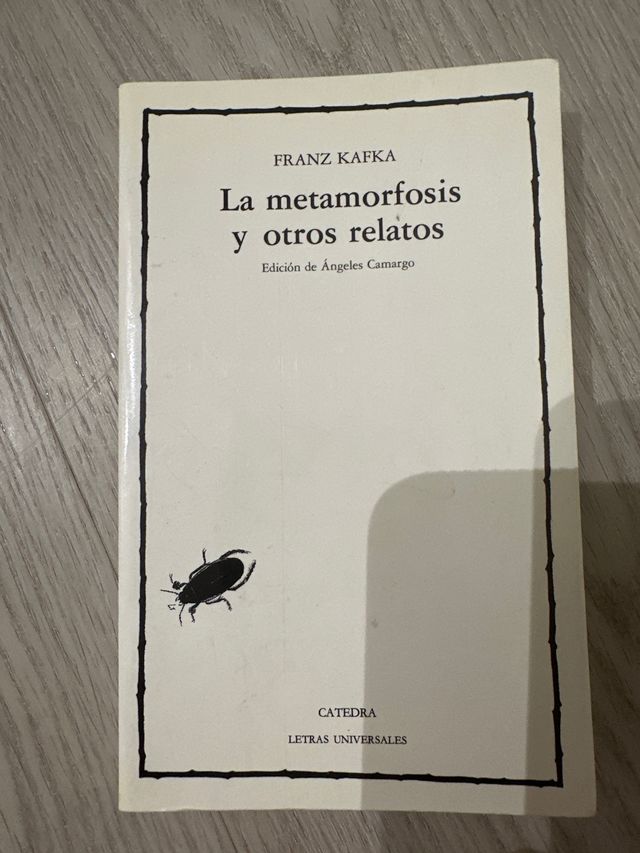 FRANZ KAFKA
La metamorfosis
y otros relatos
Edición de Ángeles Camargo
CATEDRA
LETRAS UNIVERSALES